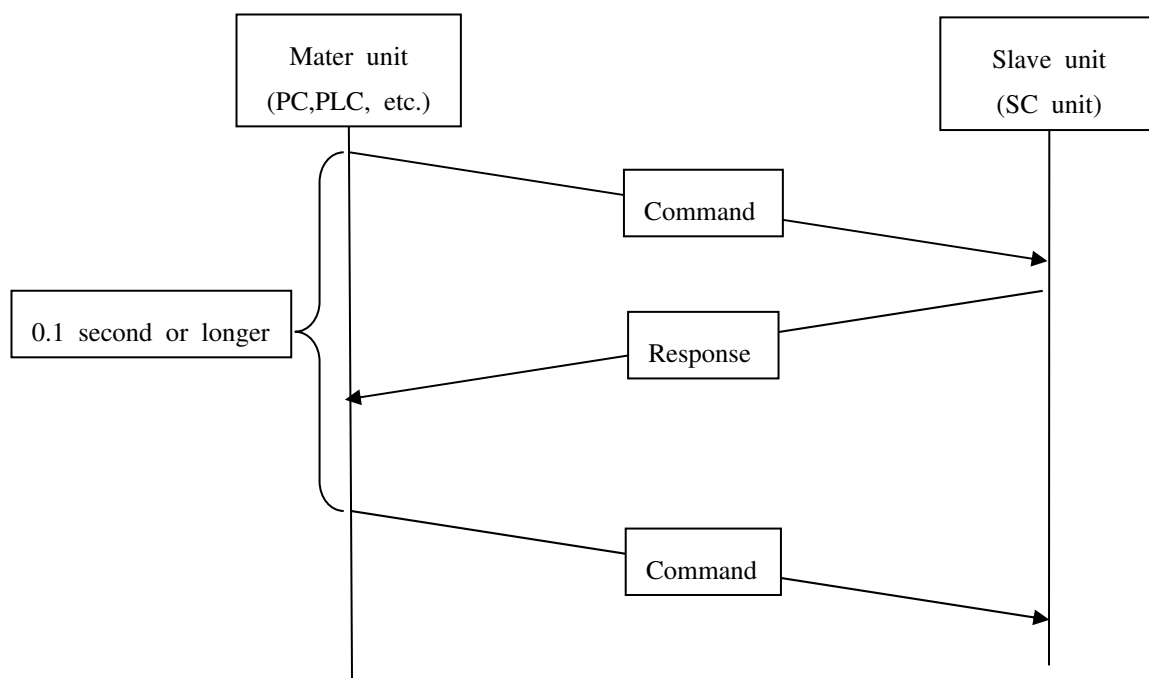 Mater unit
(PC,PLC, etc.)
Slave unit
(SC unit)
Command
0.1 second or longer
Response
Command